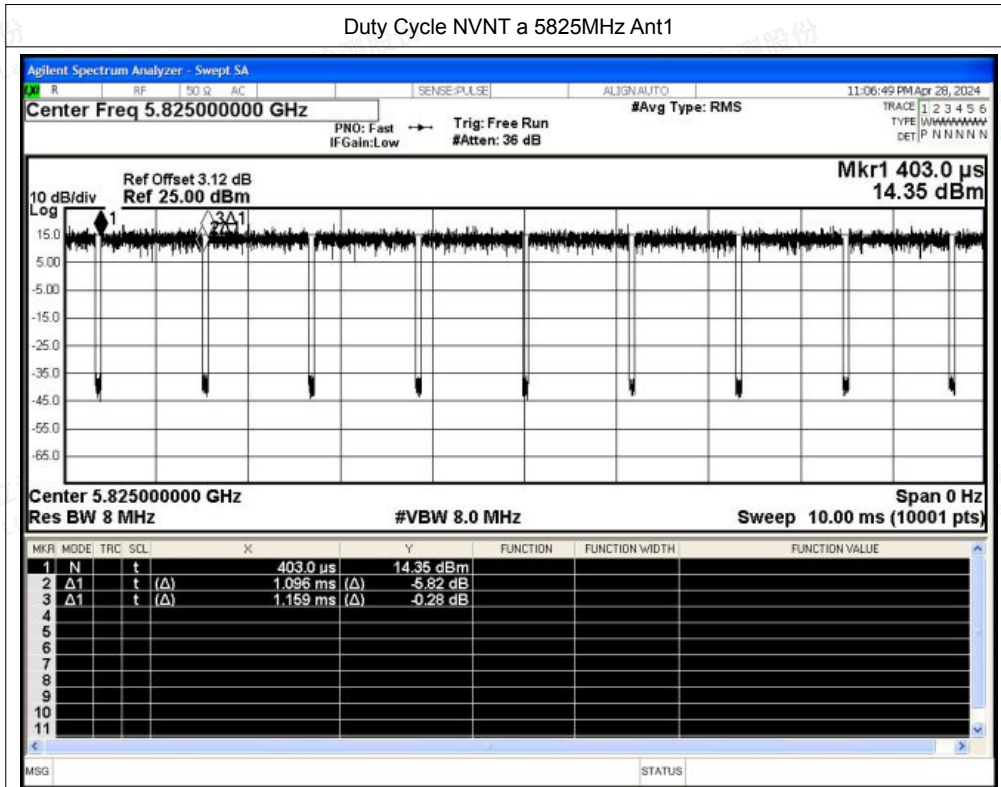 Duty Cycle NVNT a 5825MHz Ant1
Agilent Spectrum Analyzer - Swept SA
LXI R RF 50 Ω AC SENSE:PULSE ALIGNAUTO 11:06:49 PM Apr 28, 2024
Center Freq 5.825000000 GHz #Avg Type: RMS TRACE 1 2 3 4 5 6
PNO: Fast Trig: Free Run TYPE WWWWWW
IFGain:Low #Atten: 36 dB DET P N N N N N
Mkr1 403.0 µs
Ref Offset 3.12 dB
10 dB/div Ref 25.00 dBm 14.35 dBm
Log
1 3Δ1
15.0
5.00
-5.00
-15.0
-25.0
-35.0
-45.0
-55.0
-65.0
Center 5.825000000 GHz Span 0 Hz
Res BW 8 MHz #VBW 8.0 MHz Sweep 10.00 ms (10001 pts)
MKR MODE TRC SCL X Y FUNCTION FUNCTION WIDTH FUNCTION VALUE
1 N t 403.0 µs 14.35 dBm
2 Δ1 t (Δ) 1.096 ms (Δ) -5.82 dB
3 Δ1 t (Δ) 1.159 ms (Δ) -0.28 dB
4
5
6
7
8
9
10
11
MSG STATUS